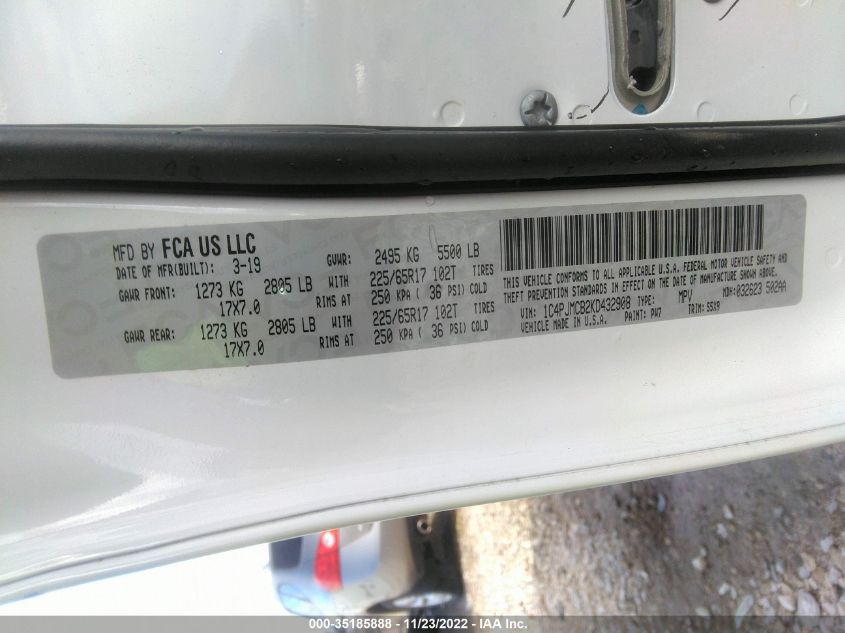 MFD BY FCA US LLC
DATE OF MFR(BUILT): 3-19
GVWR: 2495 KG 5500 LB
GAWR FRONT: 1273 KG 2805 LB WITH 225/65R17 102T TIRES
17X7.0 RIMS AT 250 KPA ( 36 PSI) COLD
GAWR REAR: 1273 KG 2805 LB WITH 225/65R17 102T TIRES
17X7.0 RIMS AT 250 KPA ( 36 PSI) COLD
THIS VEHICLE CONFORMS TO ALL APPLICABLE U.S.A. FEDERAL MOTOR VEHICLE SAFETY AND
THEFT PREVENTION STANDARDS IN EFFECT ON THE DATE OF MANUFACTURE SHOWN ABOVE.
VIN: 1C4PJMCB2KD432908 TYPE: MPV MDH: 032623 502AA
VEHICLE MADE IN U.S.A. PAINT: PW7 TRIM: S5X9
000-35185888 - 11/23/2022 - IAA Inc.